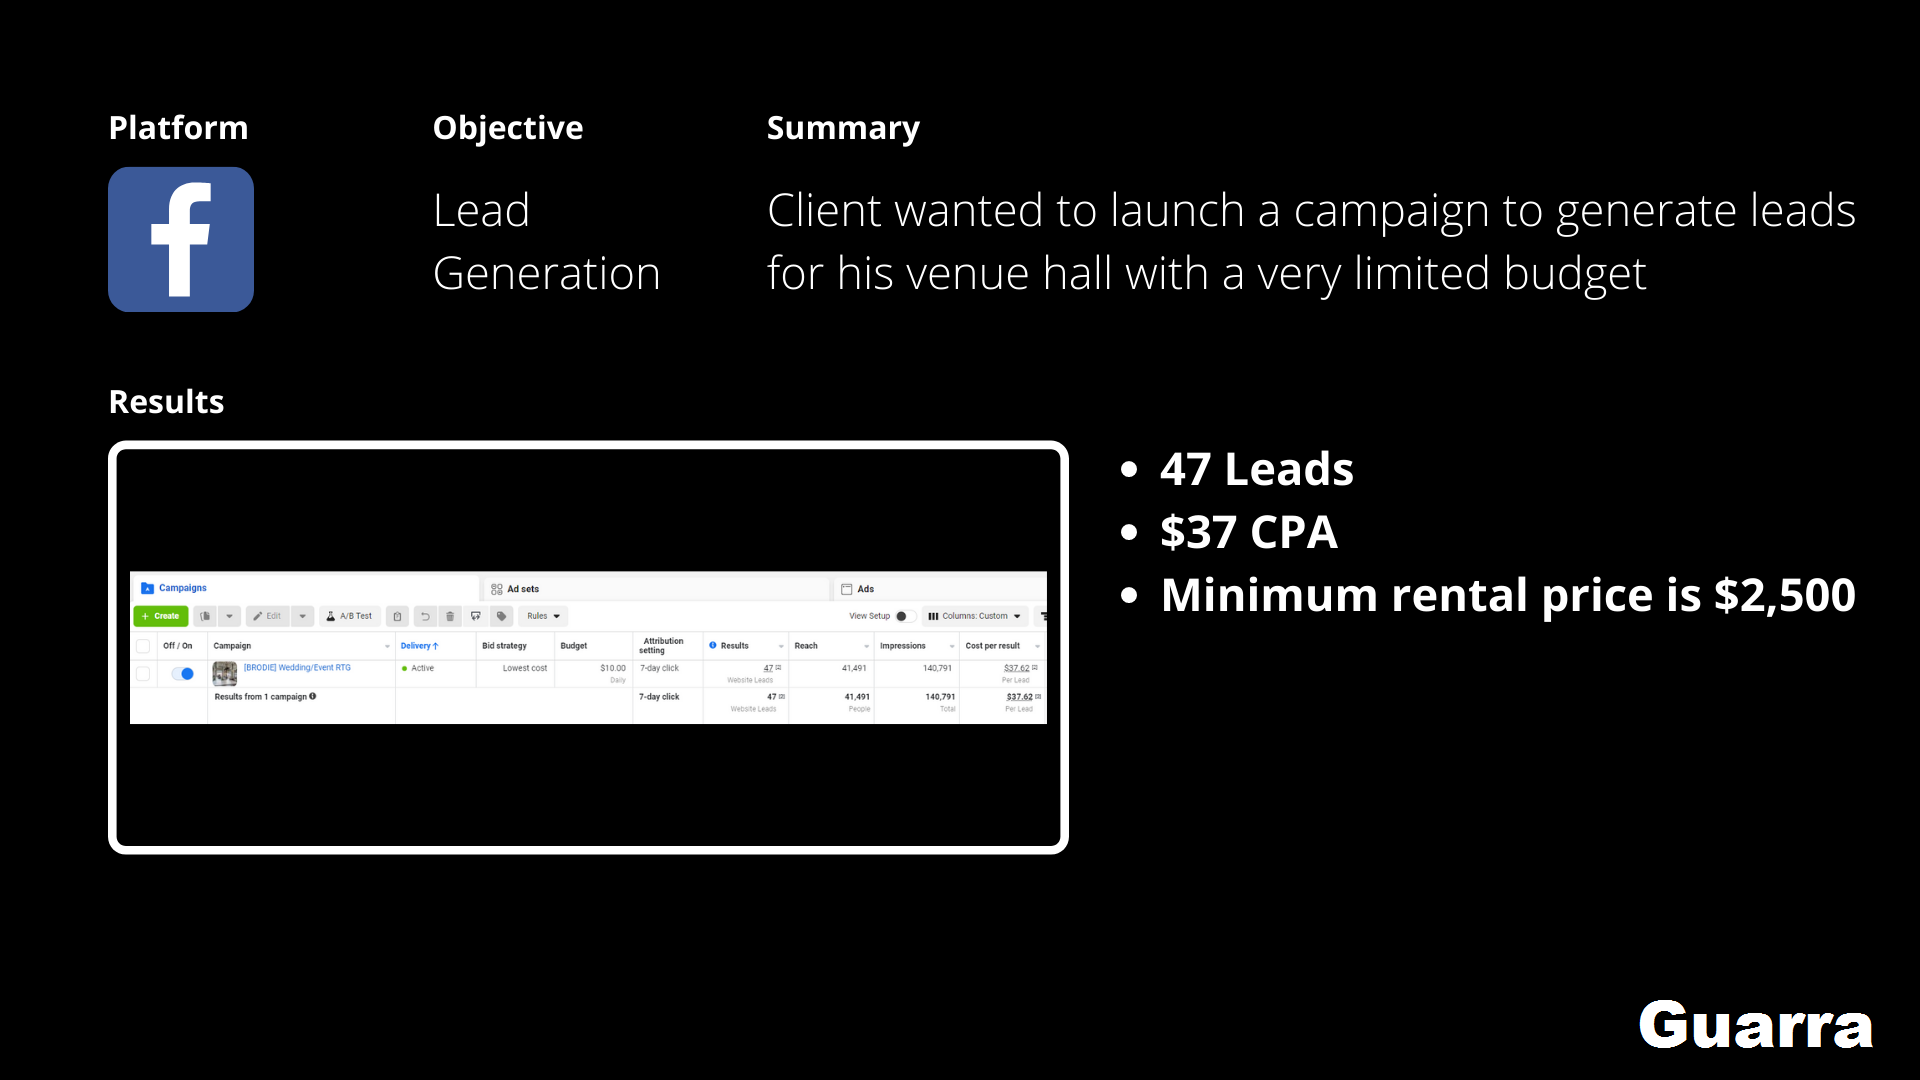 Platform
Objective
Summary
Lead
Generation
Client wanted to launch a campaign to generate leads
for his venue hall with a very limited budget
Results
47 Leads
$37 CPA
Minimum rental price is $2,500
Campaigns
Ad sets
Ads
+ Create
Edit
A/B Test
Rules
View Setup
Columns: Custom
Off / On
Campaign
Delivery ↑
Bid strategy
Budget
Attribution
setting
Results
Reach
Impressions
Cost per result
[BRODIE] Wedding/Event RTG
Active
Lowest cost
$10.00
Daily
7-day click
47 [2]
Website Leads
41,491
140,791
$37.62 [2]
Per Lead
Results from 1 campaign
7-day click
47 [2]
Website Leads
41,491
People
140,791
Total
$37.62 [2]
Per Lead
Guarra